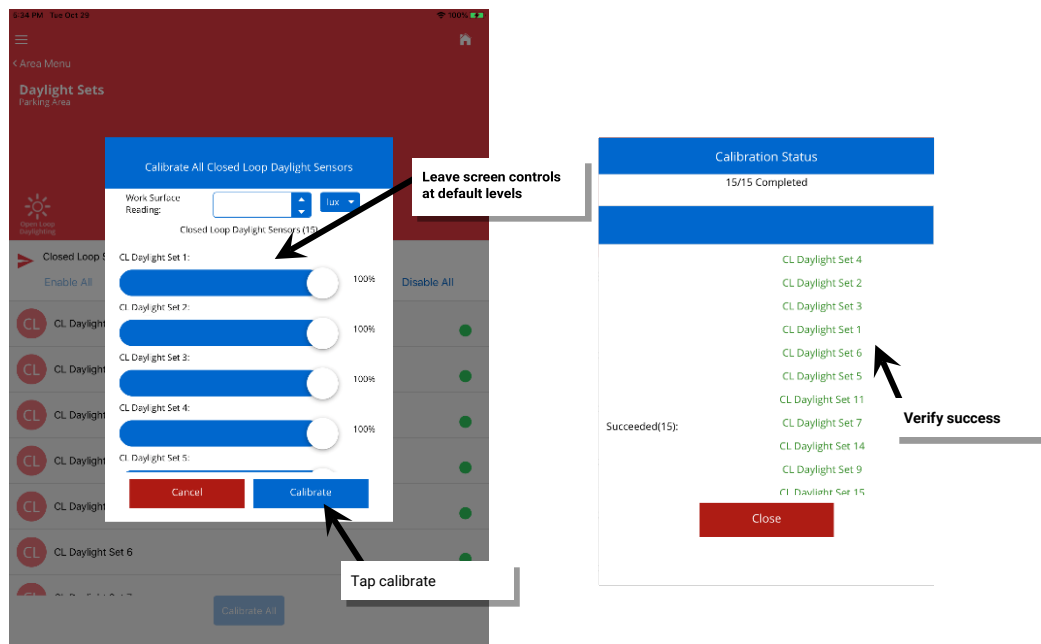 5:34 PM Tue Oct 29
100%
< Area Menu
Daylight Sets
Parking Area
Open Loop
Daylighting
Closed Loop S
Enable All
Disable All
CL CL Daylight
CL CL Daylight
CL CL Daylight
CL CL Daylight
CL CL Daylight
CL CL Daylight Set 6
Calibrate All
Calibrate All Closed Loop Daylight Sensors
Work Surface
Reading:
lux
Closed Loop Daylight Sensors (15)
CL Daylight Set 1:
100%
CL Daylight Set 2:
100%
CL Daylight Set 3:
100%
CL Daylight Set 4:
100%
CL Daylight Set 5:
Cancel
Calibrate
Leave screen controls
at default levels
Tap calibrate
Calibration Status
15/15 Completed
CL Daylight Set 4
CL Daylight Set 2
CL Daylight Set 3
CL Daylight Set 1
CL Daylight Set 6
CL Daylight Set 5
CL Daylight Set 11
Succeeded(15):
CL Daylight Set 7
CL Daylight Set 14
CL Daylight Set 9
CL Daylight Set 15
Close
Verify success